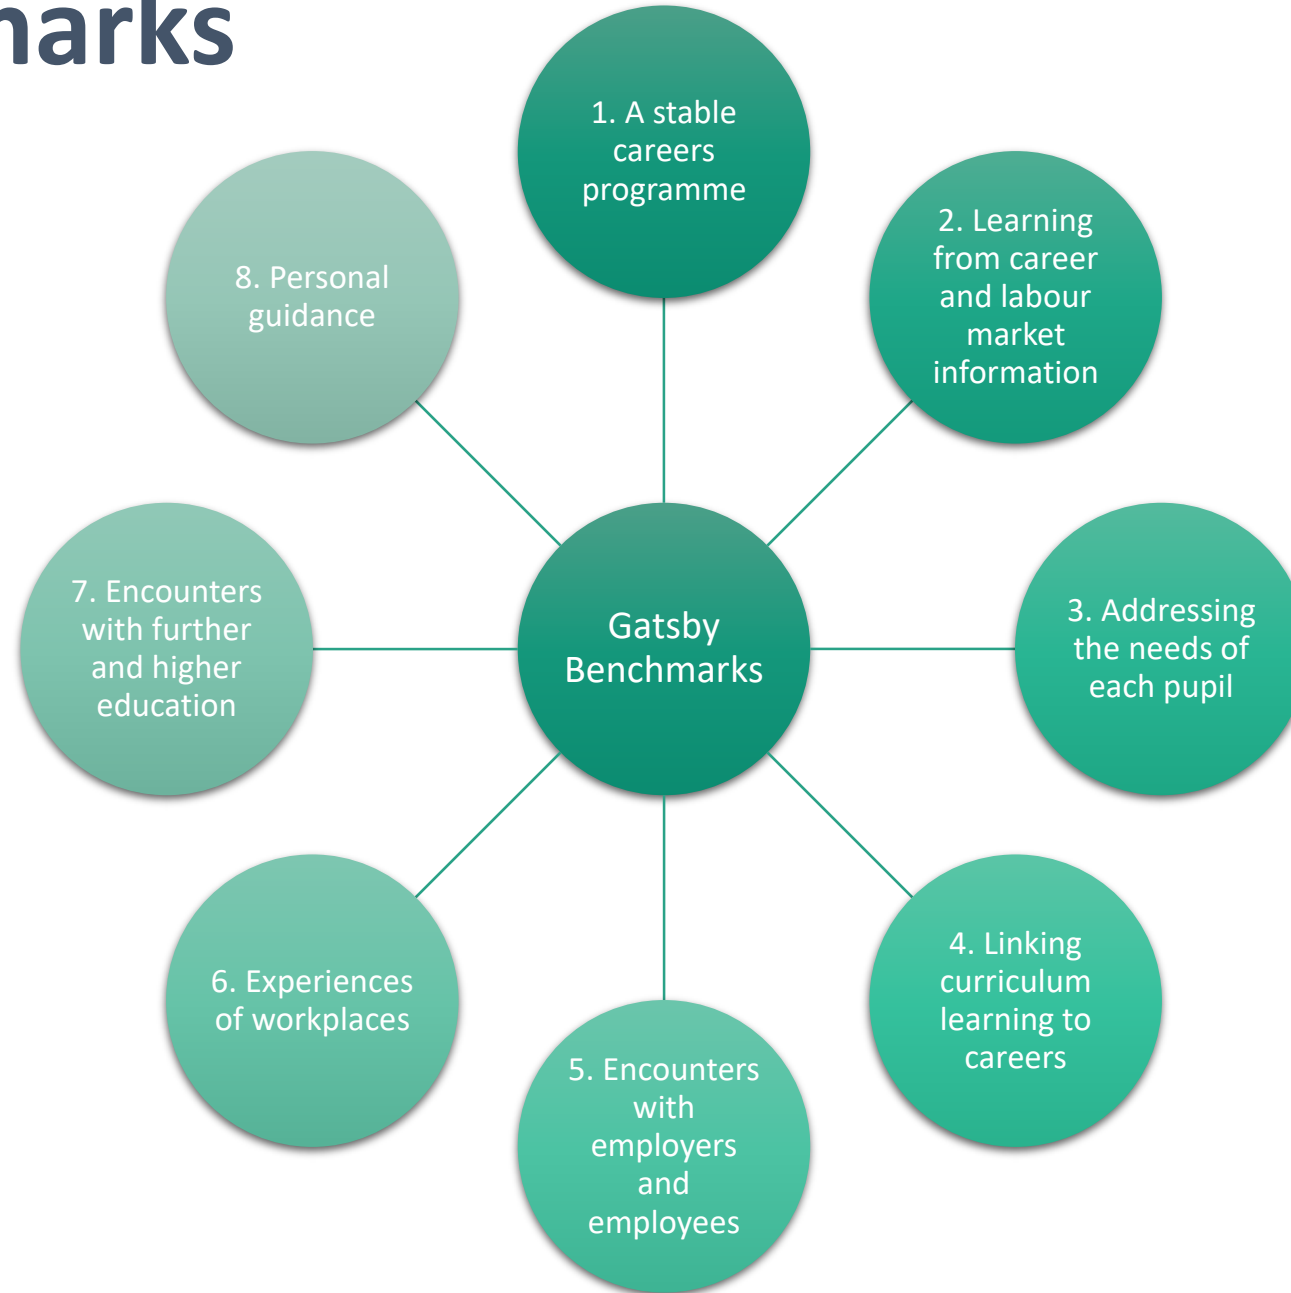 marks
1. A stable
careers
programme
2. Learning
from career
and labour
market
information
3. Addressing
the needs of
each pupil
4. Linking
curriculum
learning to
careers
5. Encounters
with
employers
and
employees
6. Experiences
of workplaces
7. Encounters
with further
and higher
education
8. Personal
guidance
Gatsby
Benchmarks